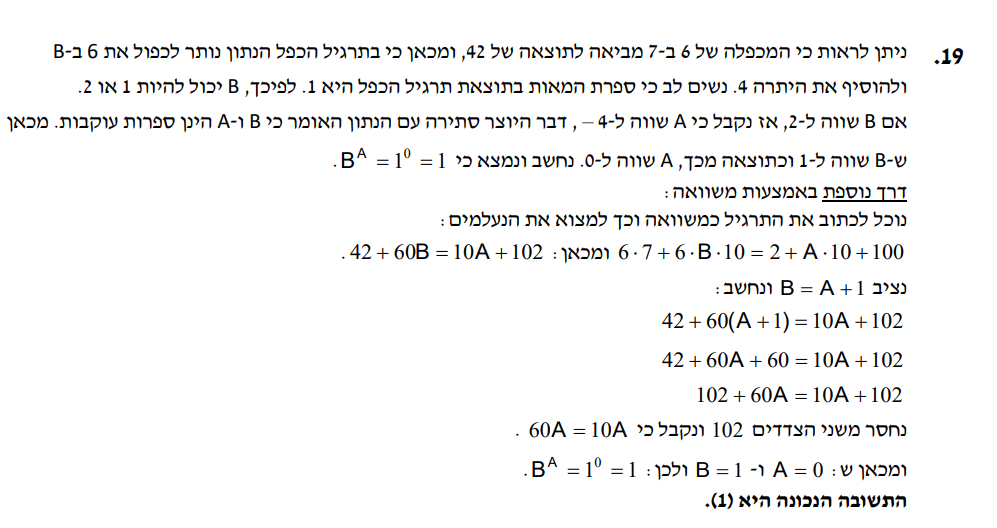 19. ניתן לראות כי המכפלה של 6 ב-7 מביאה לתוצאה של 42, ומכאן כי בתרגיל הכפל הנתון נותר לכפול את 6 ב-B
ולהוסיף את היתרה 4. נשים לב כי ספרת המאות בתוצאת תרגיל הכפל היא 1. לפיכך, B יכול להיות 1 או 2.
אם B שווה ל-2, אז נקבל כי A שווה ל-4 – , דבר היוצר סתירה עם הנתון האומר כי B ו-A הינן ספרות עוקבות. מכאן
ש-B שווה ל-1 וכתוצאה מכך, A שווה ל-0. נחשב ונמצא כי B^A = 1^0 = 1 .
דרך נוספת באמצעות משוואה :
נוכל לכתוב את התרגיל כמשוואה וכך למצוא את הנעלמים :
6 · 7 + 6 · B · 10 = 2 + A · 10 + 100 ומכאן : 42 + 60B = 10A + 102 .
נציב B = A + 1 ונחשב :
42 + 60(A + 1) = 10A + 102
42 + 60A + 60 = 10A + 102
102 + 60A = 10A + 102
נחסר משני הצדדים 102 ונקבל כי 60A = 10A .
ומכאן ש : A = 0 ו- B = 1 ולכן : B^A = 1^0 = 1 .
התשובה הנכונה היא (1).